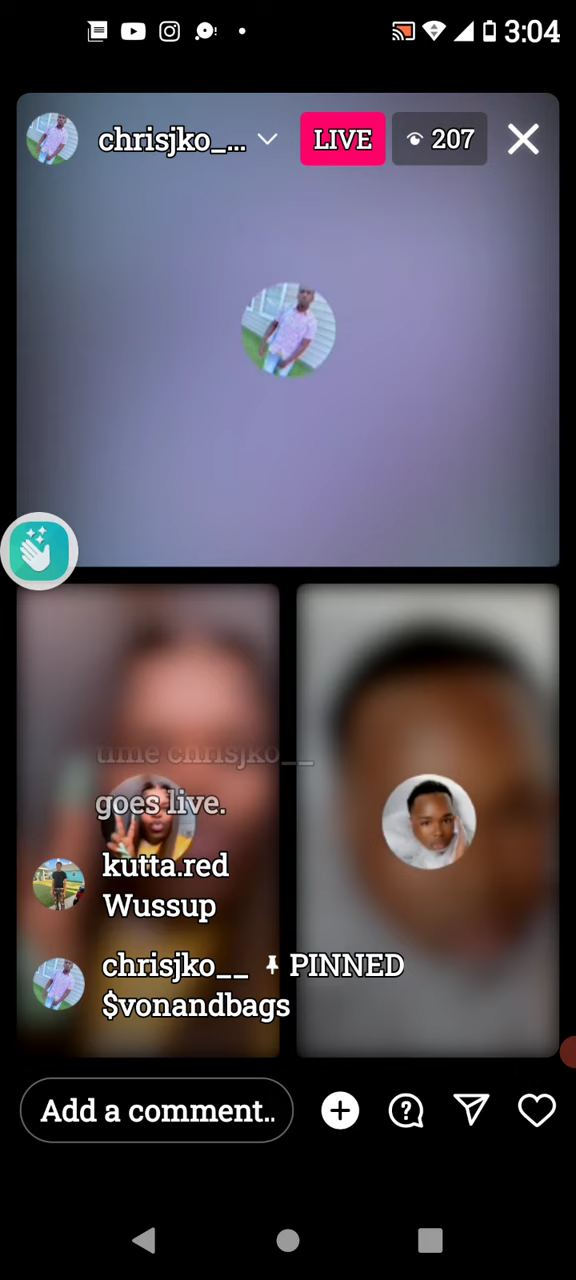 3:04
chrisjko_...
LIVE
207
time chrisjko__
goes live.
kutta.red
Wussup
chrisjko__ PINNED
$vonandbags
Add a comment..